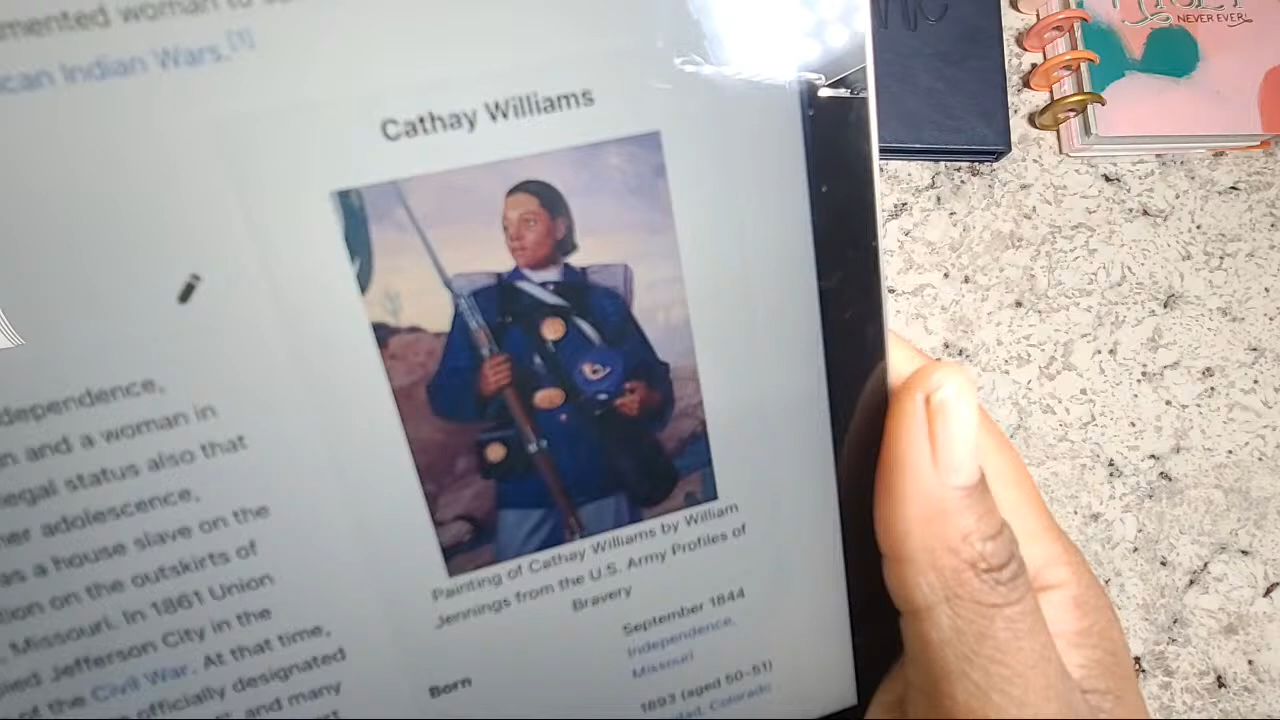 mented woman to
ican Indian Wars.[1]
Cathay Williams
dependence,
n and a woman in
legal status also that
her adolescence,
as a house slave on the
tion on the outskirts of
, Missouri. In 1861 Union
pied Jefferson City in the
of the Civil War. At that time,
officially designated
and many
Painting of Cathay Williams by William
Jennings from the U.S. Army Profiles of
Bravery
Born
September 1844
Independence,
Missouri
1893 (aged 50-51)
dad, Colorado
NEVER EVER!